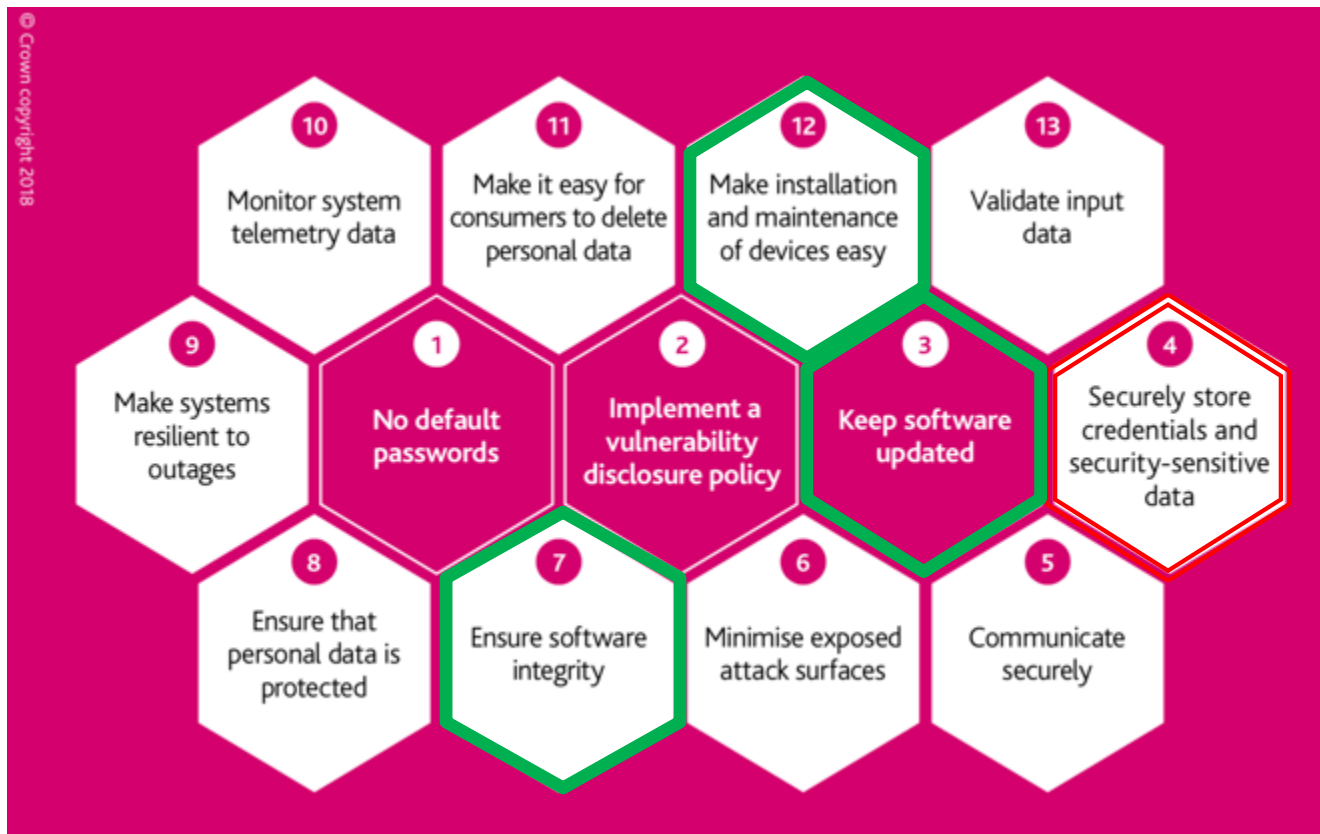 © Crown copyright 2018
10
Monitor system
telemetry data
11
Make it easy for
consumers to delete
personal data
12
Make installation
and maintenance
of devices easy
13
Validate input
data
9
Make systems
resilient to
outages
1
No default
passwords
2
Implement a
vulnerability
disclosure policy
3
Keep software
updated
4
Securely store
credentials and
security-sensitive
data
8
Ensure that
personal data is
protected
7
Ensure software
integrity
6
Minimise exposed
attack surfaces
5
Communicate
securely